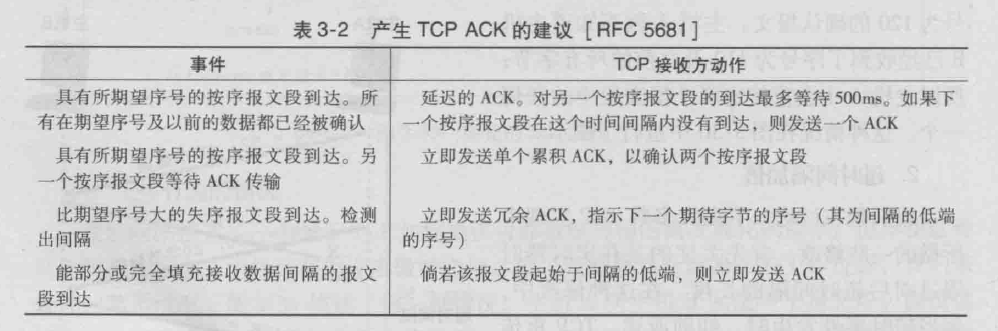 号为 120 的确认报文
表 3-2 产生 TCP ACK 的建议 [RFC 5681]
事件
TCP 接收方动作
具有所期望序号的按序报文段到达。所
有在期望序号及以前的数据都已经被确认
延迟的 ACK。对另一个按序报文段的到达最多等待 500ms。如果下
一个按序报文段在这个时间间隔内没有到达，则发送一个 ACK
具有所期望序号的按序报文段到达。另
一个按序报文段等待 ACK 传输
立即发送单个累积 ACK，以确认两个按序报文段
比期望序号大的失序报文段到达。检测
出间隔
立即发送冗余 ACK，指示下一个期待字节的序号（其为间隔的低端
的序号）
能部分或完全填充接收数据间隔的报文
段到达
倘若该报文段起始于间隔的低端，则立即发送 ACK